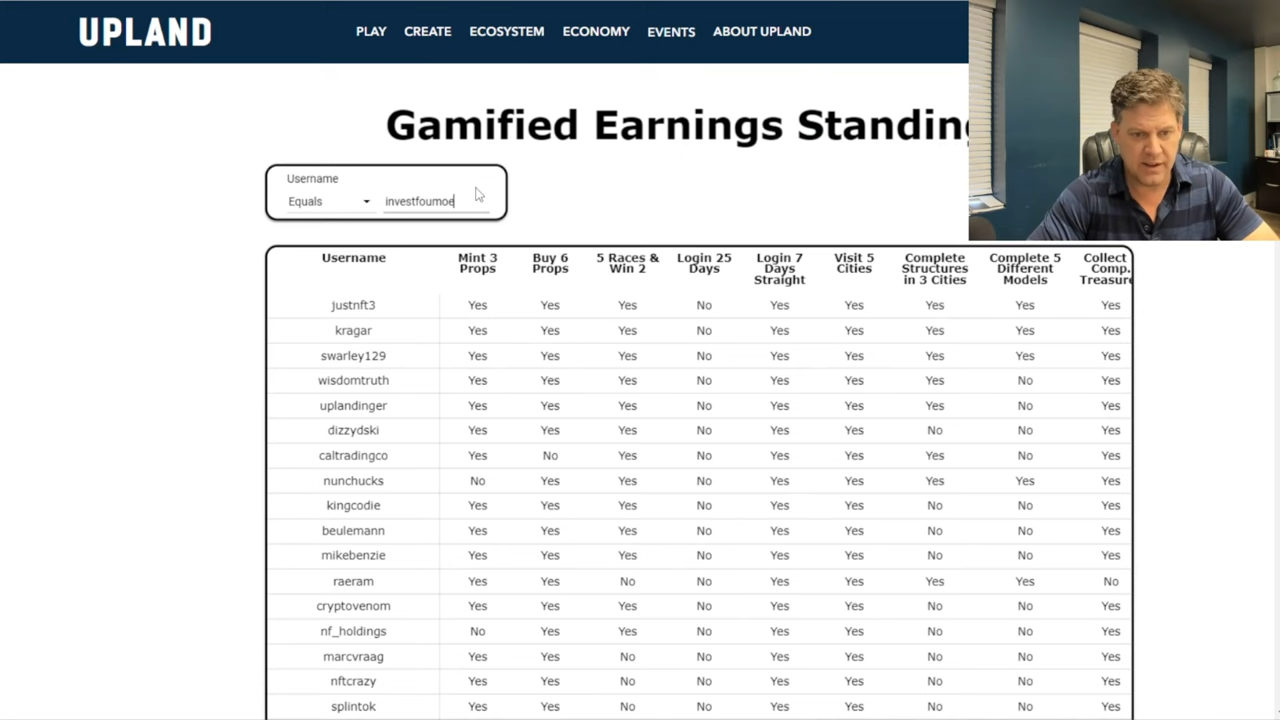 UPLAND PLAY CREATE ECOSYSTEM ECONOMY EVENTS ABOUT UPLAND
Gamified Earnings Standin
Username
Equals investfoumoe
Username Mint 3 Props Buy 6 Props 5 Races & Win 2 Login 25 Days Login 7 Days Straight Visit 5 Cities Complete Structures in 3 Cities Complete 5 Different Models Collect Comp. Treasure
justnft3 Yes Yes Yes No Yes Yes Yes Yes Yes
kragar Yes Yes Yes No Yes Yes Yes Yes Yes
swarley129 Yes Yes Yes No Yes Yes Yes Yes Yes
wisdomtruth Yes Yes Yes No Yes Yes Yes No Yes
uplandinger Yes Yes Yes No Yes Yes Yes No Yes
dizzydski Yes Yes Yes No Yes Yes No No Yes
caltradingco Yes No Yes No Yes Yes Yes No Yes
nunchucks No Yes Yes No Yes Yes Yes Yes Yes
kingcodie Yes Yes Yes No Yes Yes No No Yes
beulemann Yes Yes Yes No Yes Yes No No Yes
mikebenzie Yes Yes Yes No Yes Yes No No Yes
raeram Yes Yes No No Yes Yes Yes Yes No
cryptovenom Yes Yes Yes No Yes Yes No No Yes
nf_holdings No Yes Yes No Yes Yes No No Yes
marcvraag Yes Yes No No Yes Yes No No Yes
nftcrazy Yes Yes No No Yes Yes No No Yes
splintok Yes Yes No No Yes Yes No No Yes